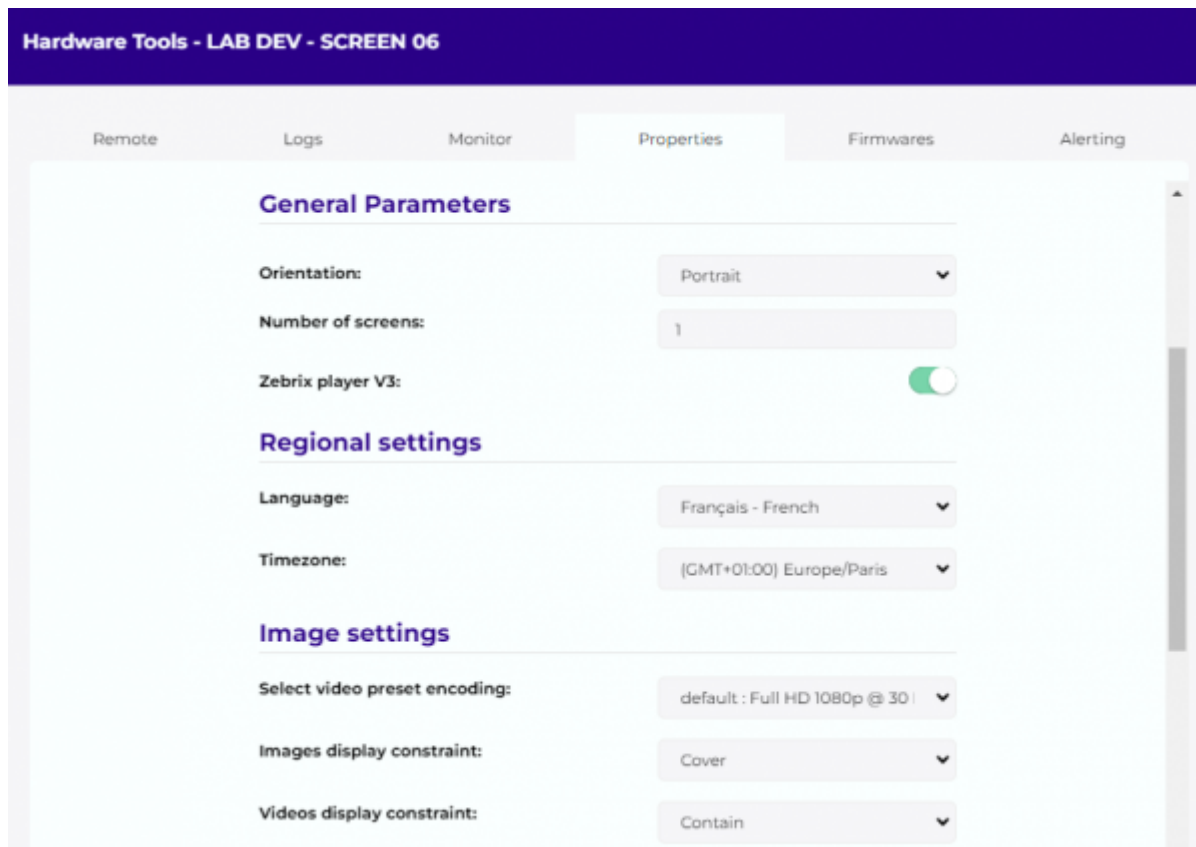 Hardware Tools - LAB DEV - SCREEN 06
Remote Logs Monitor Properties Firmwares Alerting
General Parameters
Orientation: Portrait
Number of screens: 1
Zebrix player V3:
Regional settings
Language: Français - French
Timezone: (GMT+01:00) Europe/Paris
Image settings
Select video preset encoding: default : Full HD 1080p @ 30
Images display constraint: Cover
Videos display constraint: Contain